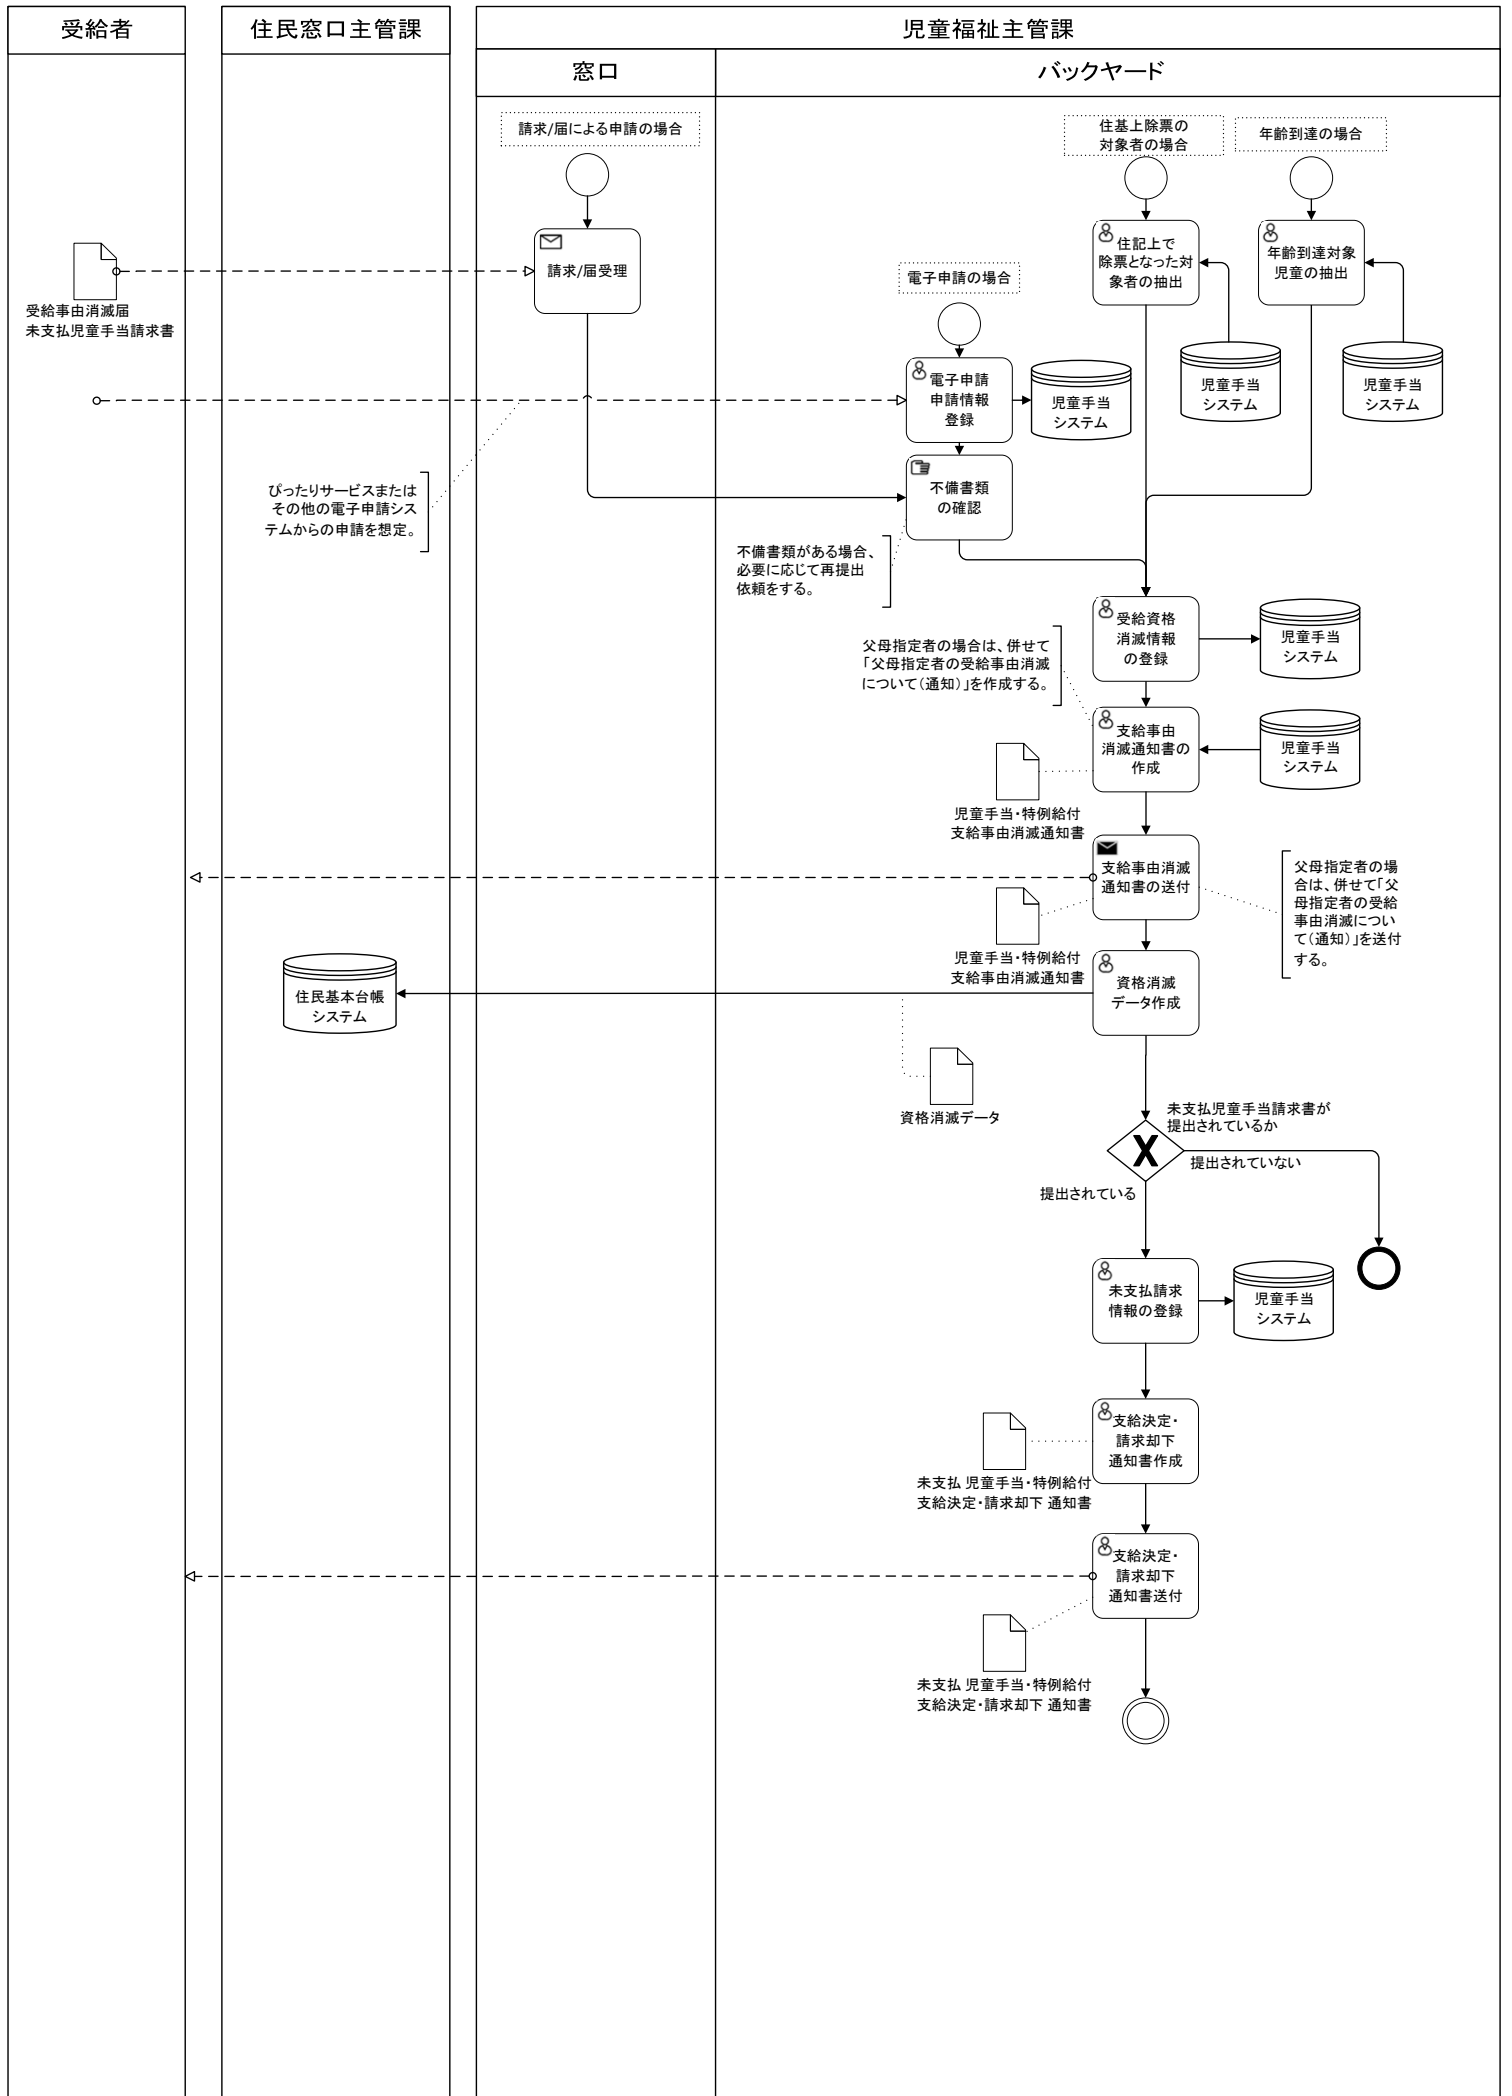 受給者
住民窓口主管課
児童福祉主管課
窓口
バックヤード
請求/届による申請の場合
住基上除票の
対象者の場合
年齢到達の場合
請求/届受理
受給事由消滅届
未支払児童手当請求書
電子申請の場合
住記上で
除票となった対
象者の抽出
年齢到達対象
児童の抽出
児童手当
システム
児童手当
システム
電子申請
申請情報
登録
児童手当
システム
ぴったりサービスまたは
その他の電子申請シス
テムからの申請を想定。
不備書類
の確認
不備書類がある場合、
必要に応じて再提出
依頼をする。
受給資格
消滅情報
の登録
児童手当
システム
父母指定者の場合は、併せて
「父母指定者の受給事由消滅
について（通知）」を作成する。
支給事由
消滅通知書の
作成
児童手当
システム
児童手当・特例給付
支給事由消滅通知書
支給事由消滅
通知書の送付
父母指定者の場
合は、併せて「父
母指定者の受給
事由消滅につい
て（通知）」を送付
する。
児童手当・特例給付
支給事由消滅通知書
資格消滅
データ作成
住民基本台帳
システム
資格消滅データ
未支払児童手当請求書が
提出されているか
提出されていない
提出されている
未支払請求
情報の登録
児童手当
システム
支給決定・
請求却下
通知書作成
未支払 児童手当・特例給付
支給決定・請求却下 通知書
支給決定・
請求却下
通知書送付
未支払 児童手当・特例給付
支給決定・請求却下 通知書